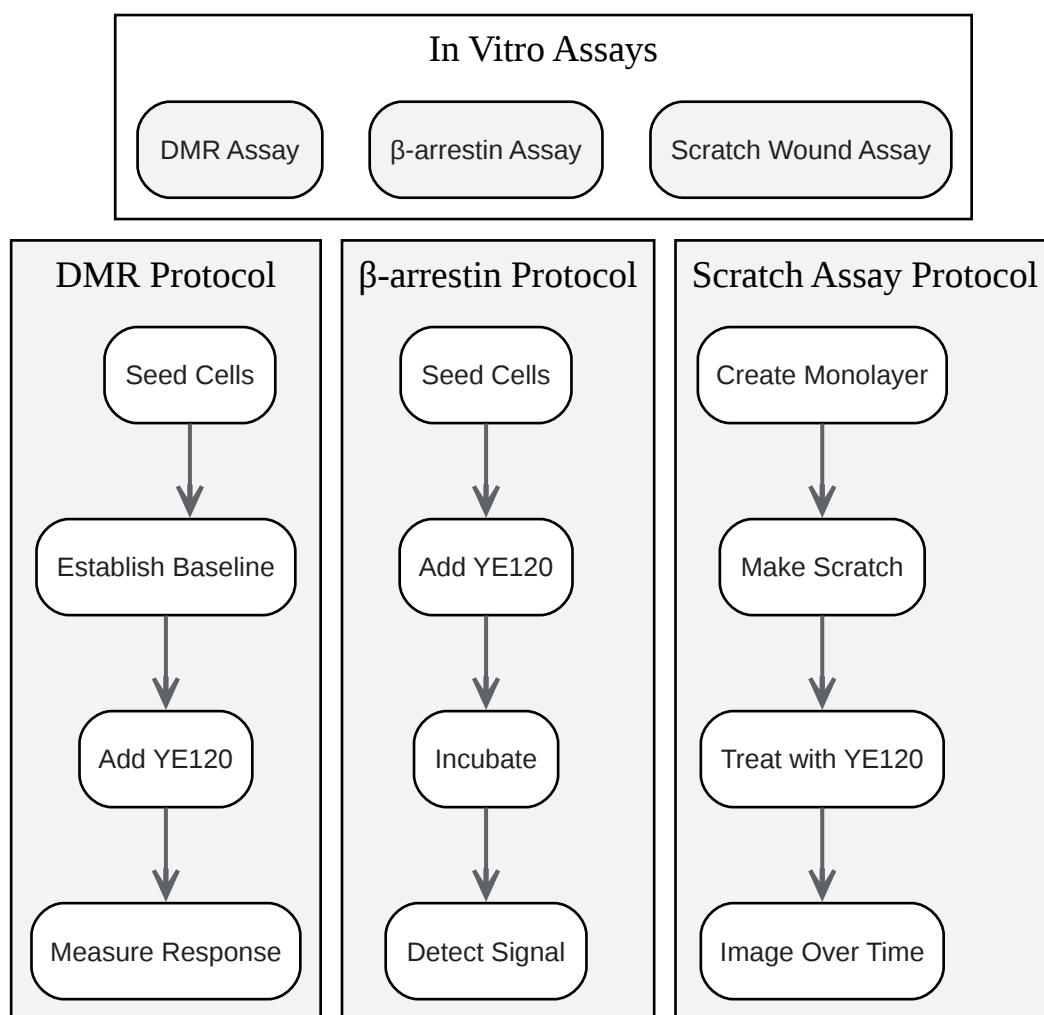 In Vitro Assays
DMR Assay
β-arrestin Assay
Scratch Wound Assay
DMR Protocol
Seed Cells
Establish Baseline
Add YE120
Measure Response
β-arrestin Protocol
Seed Cells
Add YE120
Incubate
Detect Signal
Scratch Assay Protocol
Create Monolayer
Make Scratch
Treat with YE120
Image Over Time